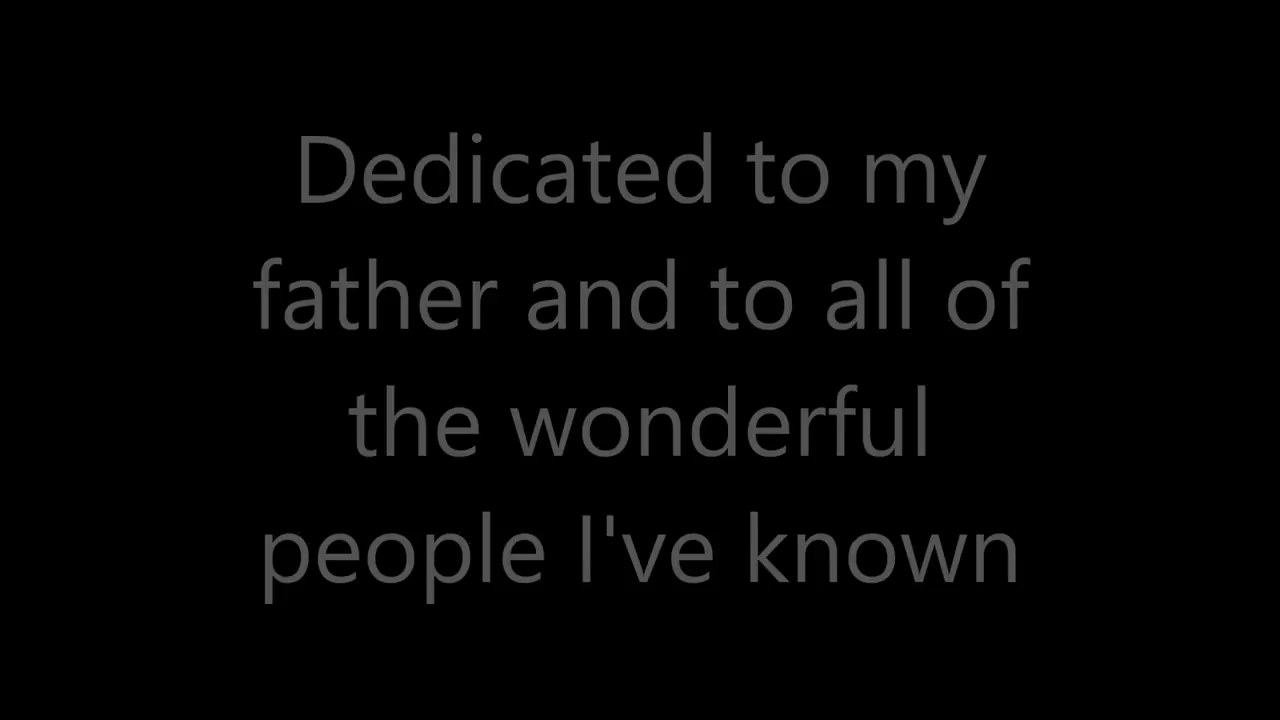 Dedicated to my
father and to all of
the wonderful
people I've known